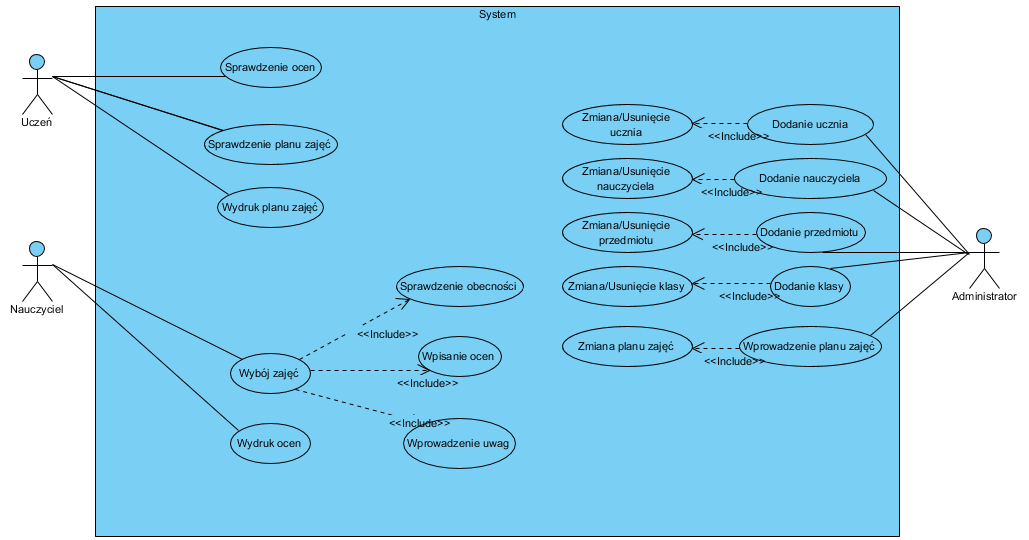 System
Uczeń
Sprawdzenie ocen
Sprawdzenie planu zajęć
Wydruk planu zajęć
Nauczyciel
Sprawdzenie obecności
<<Include>>
Wpisanie ocen
Wybój zajęć
<<Include>>
<<Include>>
Wydruk ocen
Wprowadzenie uwag
Zmiana/Usunięcie
ucznia
<<Include>>
Dodanie ucznia
Zmiana/Usunięcie
nauczyciela
<<Include>>
Dodanie nauczyciela
Zmiana/Usunięcie
przedmiotu
<<Include>>
Dodanie przedmiotu
Zmiana/Usunięcie klasy
<<Include>>
Dodanie klasy
Zmiana planu zajęć
<<Include>>
Wprowadzenie planu zajęć
Administrator